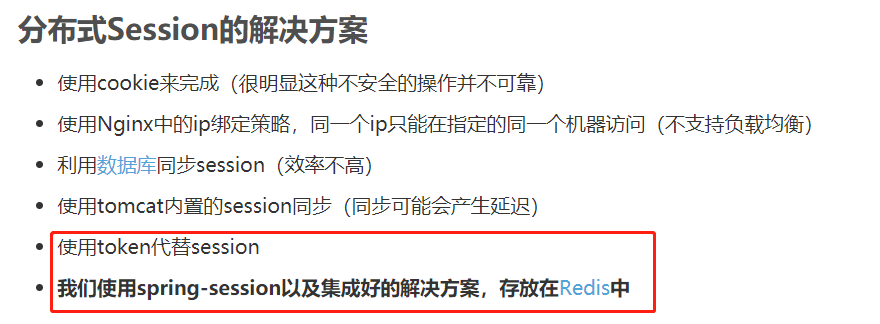 分布式Session的解决方案
使用cookie来完成（很明显这种不安全的操作并不可靠）
使用Nginx中的ip绑定策略，同一个ip只能在指定的同一个机器访问（不支持负载均衡）
利用数据库同步session（效率不高）
使用tomcat内置的session同步（同步可能会产生延迟）
使用token代替session
我们使用spring-session以及集成好的解决方案，存放在Redis中